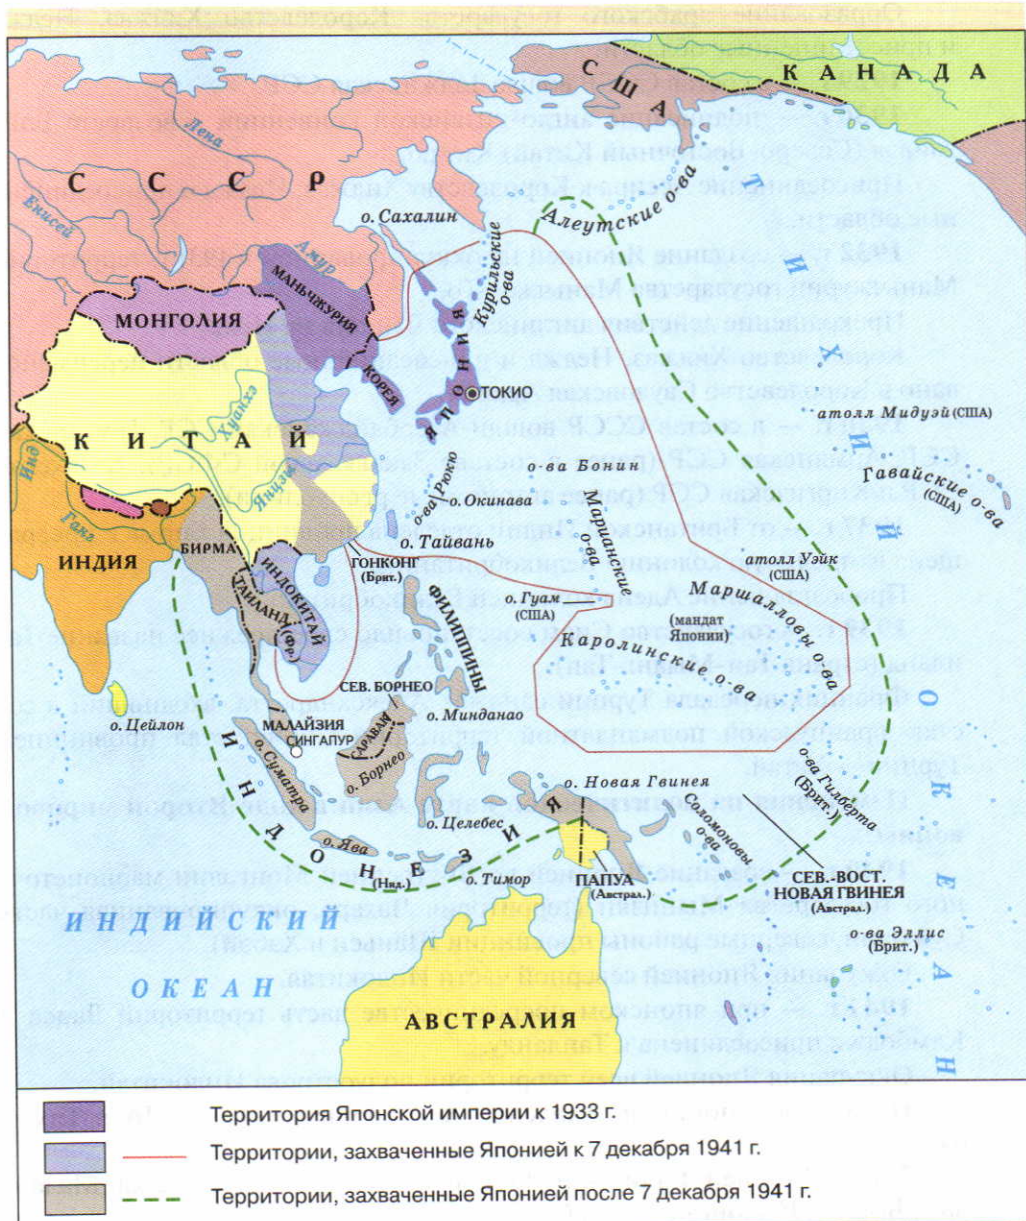 КАНАДА
США
СССР
Лена
Енисей
Амур
о. Сахалин
Алеутские о-ва
Курильские
о-ва
МАНЬЧЖУРИЯ
МОНГОЛИЯ
КОРЕЯ
ЯПОНИЯ
ТОКИО
ТИХИЙ ОКЕАН
КИТАЙ
Хуанхэ
Янцзы
Инд
Ганг
о-ва Рюкю
о. Окинава
о. Тайвань
о-ва Бонин
Марианские
о-ва
атолл Мидуэй (США)
Гавайские о-ва
(США)
атолл Уэйк
(США)
ИНДИЯ
БИРМА
ГОНКОНГ
(Брит.)
ТАИЛАНД
ИНДОКИТАЙ
(Фр.)
ФИЛИППИНЫ
о. Гуам
(США)
(мандат
Японии)
Маршалловы о-ва
Каролинские о-ва
СЕВ. БОРНЕО
о. Минданао
о. Цейлон
МАЛАЙЗИЯ
СИНГАПУР
САРАВАК
о. Суматра
о. Борнео
о. Целебес
о. Ява
о. Тимор
ИНДОНЕЗИЯ
(Нид.)
о. Новая Гвинея
Соломоновы
о-ва
о-ва Гилберта
(Брит.)
ПАПУА
(Австрал.)
СЕВ.-ВОСТ.
НОВАЯ ГВИНЕЯ
(Австрал.)
о-ва Эллис
(Брит.)
ИНДИЙСКИЙ
ОКЕАН
АВСТРАЛИЯ
Территория Японской империи к 1933 г.
Территории, захваченные Японией к 7 декабря 1941 г.
Территории, захваченные Японией после 7 декабря 1941 г.